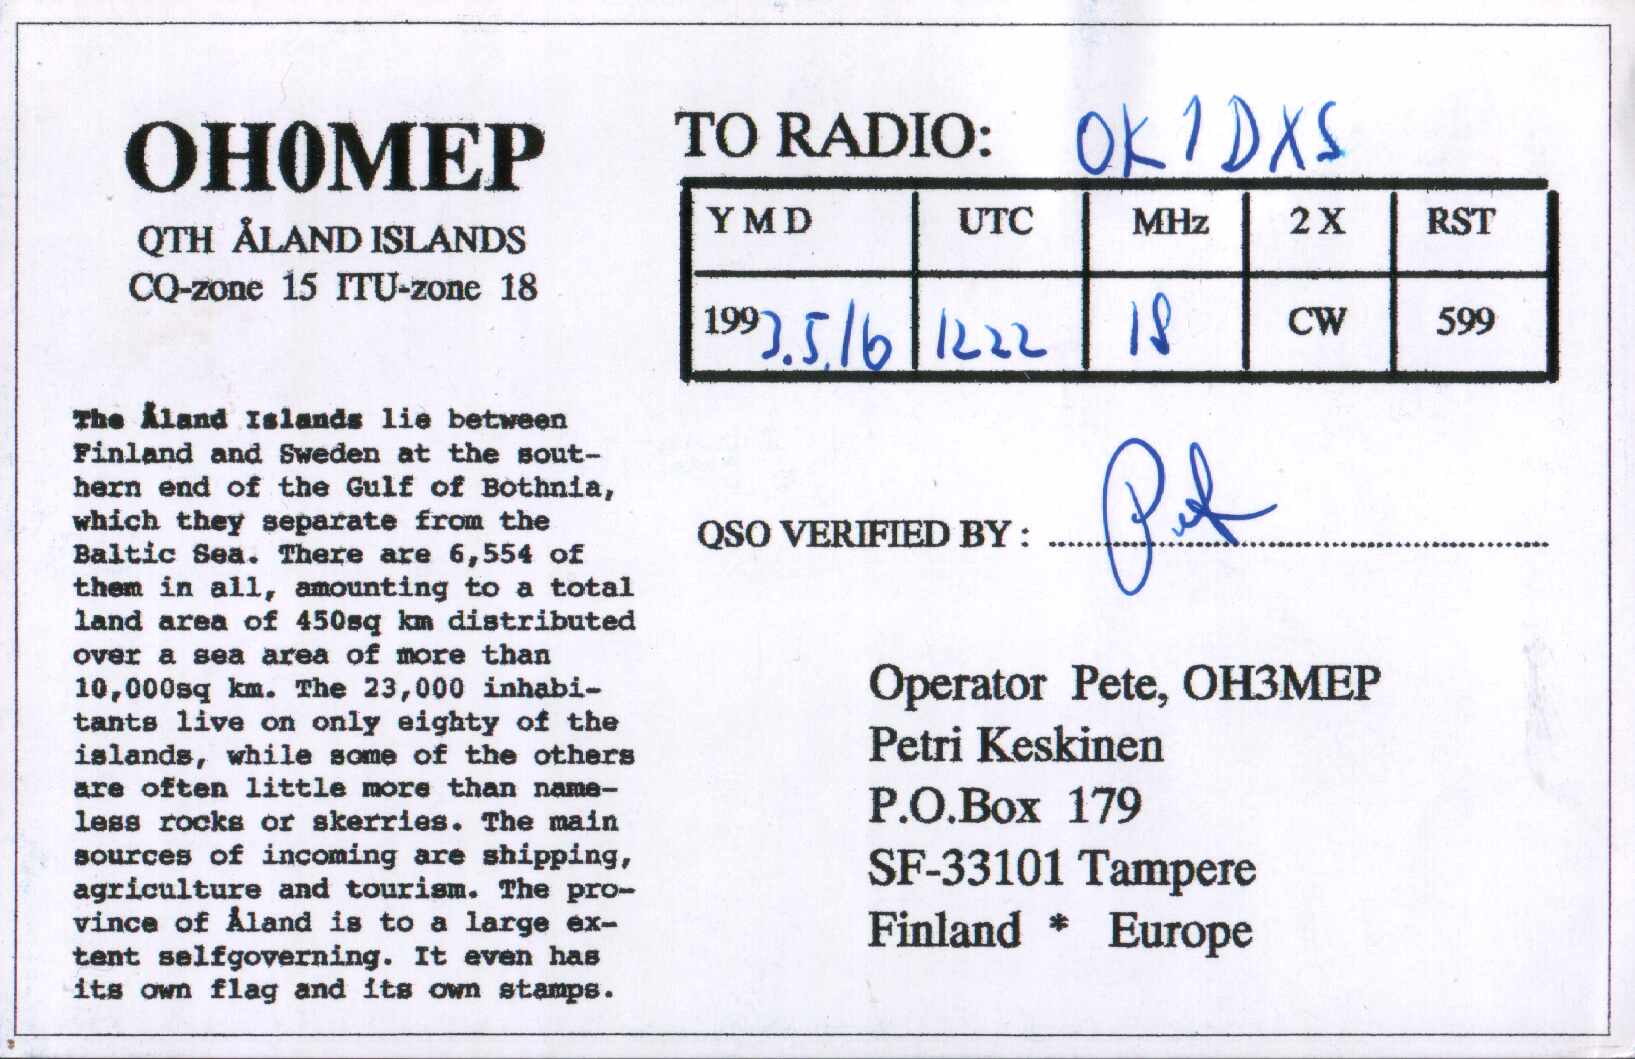 OH0MEP
QTH ÅLAND ISLANDS
CQ-zone 15 ITU-zone 18
TO RADIO: OK1DXS
Y M D UTC MHz 2 X RST
1993.5.16 1222 18 CW 599
The Åland Islands lie between
Finland and Sweden at the sout-
hern end of the Gulf of Bothnia,
which they separate from the
Baltic Sea. There are 6,554 of
them in all, amounting to a total
land area of 450sq km distributed
over a sea area of more than
10,000sq km. The 23,000 inhabi-
tants live on only eighty of the
islands, while some of the others
are often little more than name-
less rocks or skerries. The main
sources of incoming are shipping,
agriculture and tourism. The pro-
vince of Åland is to a large ex-
tent selfgoverning. It even has
its own flag and its own stamps.
QSO VERIFIED BY : Pete
Operator Pete, OH3MEP
Petri Keskinen
P.O.Box 179
SF-33101 Tampere
Finland * Europe